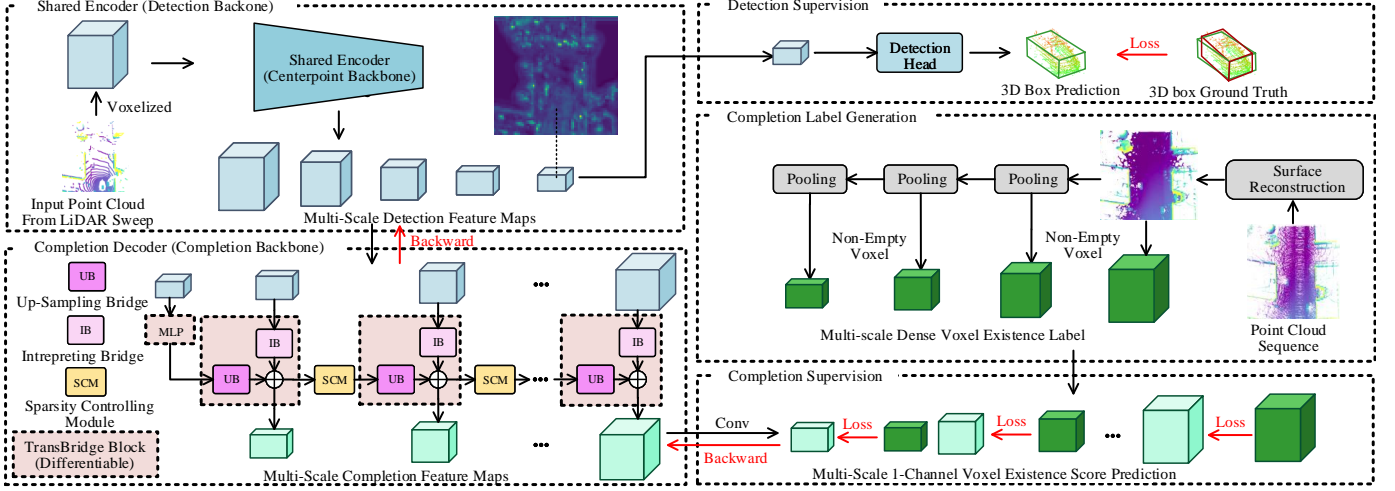 Shared Encoder (Detection Backone)
Voxelized
Input Point Cloud
From LiDAR Sweep
Shared Encoder
(Centerpoint Backbone)
Multi-Scale Detection Feature Maps
Backward
Detection Supervision
Detection
Head
Loss
3D Box Prediction
3D box Ground Truth
Completion Label Generation
Pooling
Pooling
Pooling
Surface
Reconstruction
Non-Empty
Voxel
Non-Empty
Voxel
Multi-scale Dense Voxel Existence Label
Point Cloud
Sequence
Completion Decoder (Completion Backbone)
UB
Up-Sampling Bridge
IB
Intrepreting Bridge
SCM
Sparsity Controlling
Module
TransBridge Block
(Differentiable)
MLP
IB
UB
SCM
IB
UB
SCM
...
IB
UB
...
...
Multi-Scale Completion Feature Maps
Conv
Backward
Completion Supervision
Loss
Loss
...
Loss
Multi-Scale 1-Channel Voxel Existence Score Prediction